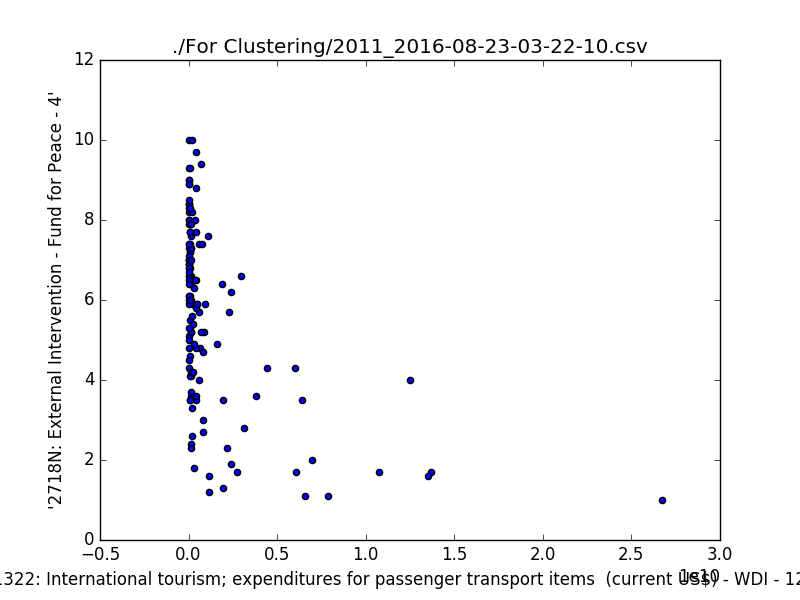 ./For Clustering/2011_2016-08-23-03-22-10.csv
'2718N: External Intervention - Fund for Peace - 4'
12
10
8
6
4
2
0
−0.5 0.0 0.5 1.0 1.5 2.0 2.5 3.0
1e10
1322: International tourism; expenditures for passenger transport items (current US$) - WDI - 12